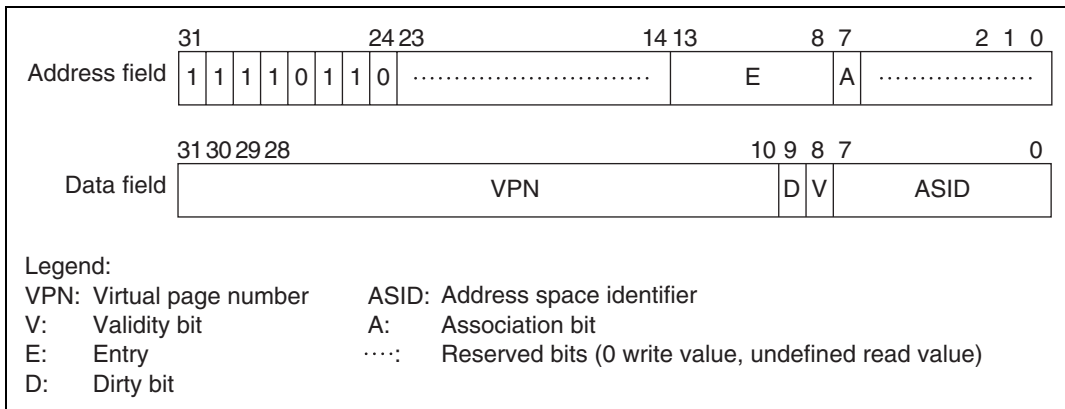 31 24 23 14 13 8 7 2 1 0
Address field 1 1 1 1 0 1 1 0 ............................. E A ...................
31 30 29 28 10 9 8 7 0
Data field VPN D V ASID
Legend:
VPN: Virtual page number ASID: Address space identifier
V: Validity bit A: Association bit
E: Entry ····: Reserved bits (0 write value, undefined read value)
D: Dirty bit